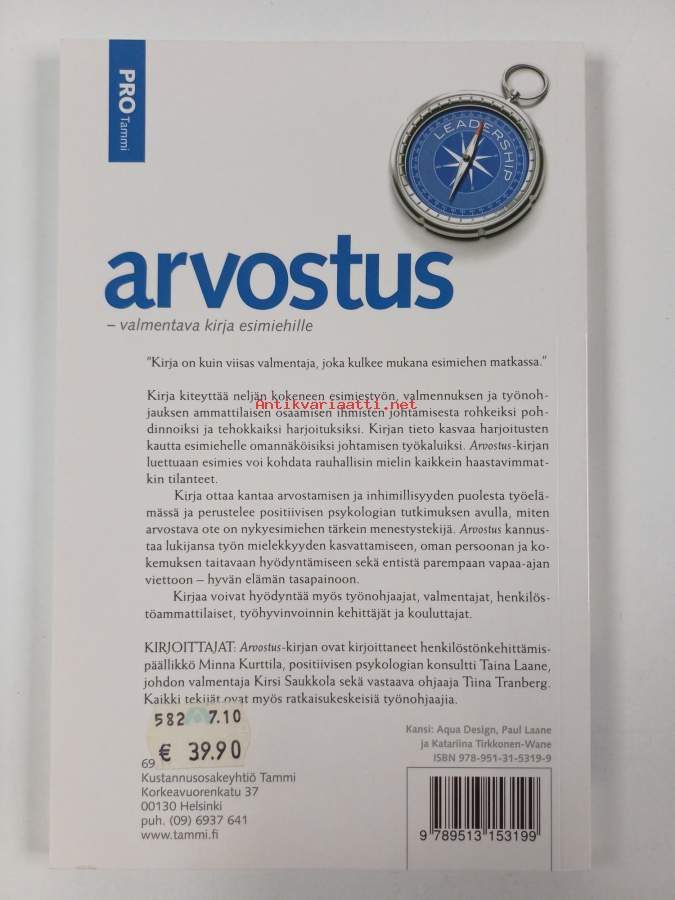 PRO Tammi
LEADERSHIP
arvostus
– valmentava kirja esimiehille
"Kirja on kuin viisas valmentaja, joka kulkee mukana esimiehen matkassa."
Kirja kiteyttää neljän kokeneen esimiestyön, valmennuksen ja työnoh-
jauksen ammattilaisen osaamisen ihmisten johtamisesta rohkeiksi poh-
Antikvariaatti.net
dinnoiksi ja tehokkaiksi harjoituksiksi. Kirjan tieto kasvaa harjoitusten
kautta esimiehelle omannäköisiksi johtamisen työkaluiksi. Arvostus-kirjan
luettuaan esimies voi kohdata rauhallisin mielin kaikkein haastavimmat-
kin tilanteet.
Kirja ottaa kantaa arvostamisen ja inhimillisyyden puolesta työelä-
mässä ja perustelee positiivisen psykologian tutkimuksen avulla, miten
arvostava ote on nykyesimiehen tärkein menestystekijä. Arvostus kannus-
taa lukijansa työn mielekkyyden kasvattamiseen, oman persoonan ja ko-
kemuksen taitavaan hyödyntämiseen sekä entistä parempaan vapaa-ajan
viettoon – hyvän elämän tasapainoon.
Kirjaa voivat hyödyntää myös työnohjaajat, valmentajat, henkilös-
töammattilaiset, työhyvinvoinnin kehittäjät ja kouluttajat.
KIRJOITTAJAT: Arvostus-kirjan ovat kirjoittaneet henkilöstönkehittämis-
päällikkö Minna Kurttila, positiivisen psykologian konsultti Taina Laane,
johdon valmentaja Kirsi Saukkola sekä vastaava ohjaaja Tiina Tranberg.
Kaikki tekijät ovat myös ratkaisukeskeisiä työnohjaajia.
582 7.10
€ 39.90
69
Kustannusosakeyhtiö Tammi
Korkeavuorenkatu 37
00130 Helsinki
puh. (09) 6937 641
www.tammi.fi
Kansi: Aqua Design, Paul Laane
ja Katariina Tirkkonen-Wane
ISBN 978-951-31-5319-9
9 789513 153199